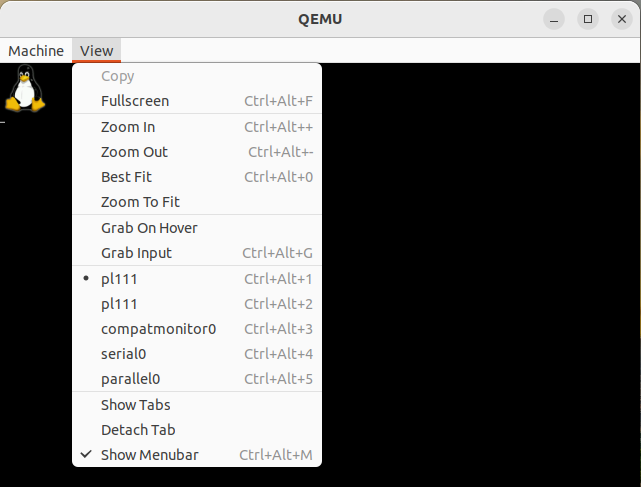 QEMU
Machine View
Copy
Fullscreen Ctrl+Alt+F
Zoom In Ctrl+Alt++
Zoom Out Ctrl+Alt+-
Best Fit Ctrl+Alt+0
Zoom To Fit
Grab On Hover
Grab Input Ctrl+Alt+G
pl111 Ctrl+Alt+1
pl111 Ctrl+Alt+2
compatmonitor0 Ctrl+Alt+3
serial0 Ctrl+Alt+4
parallel0 Ctrl+Alt+5
Show Tabs
Detach Tab
Show Menubar Ctrl+Alt+M